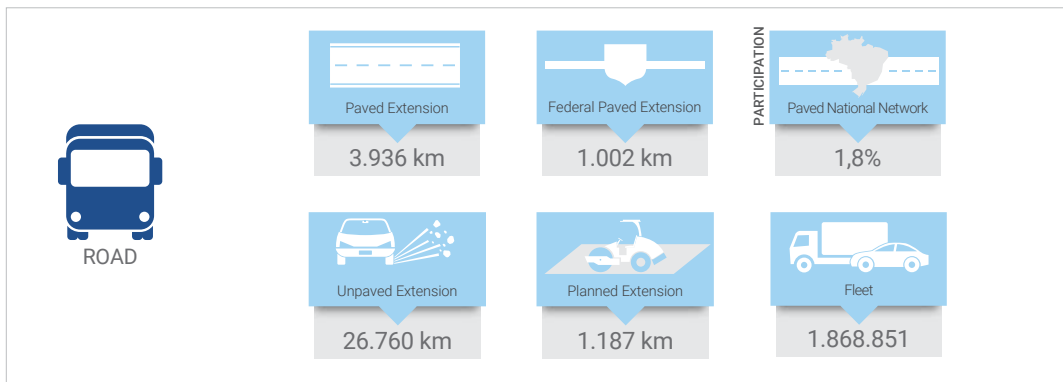 ROAD
Paved Extension
3.936 km
Federal Paved Extension
1.002 km
PARTICIPATION
Paved National Network
1,8%
Unpaved Extension
26.760 km
Planned Extension
1.187 km
Fleet
1.868.851